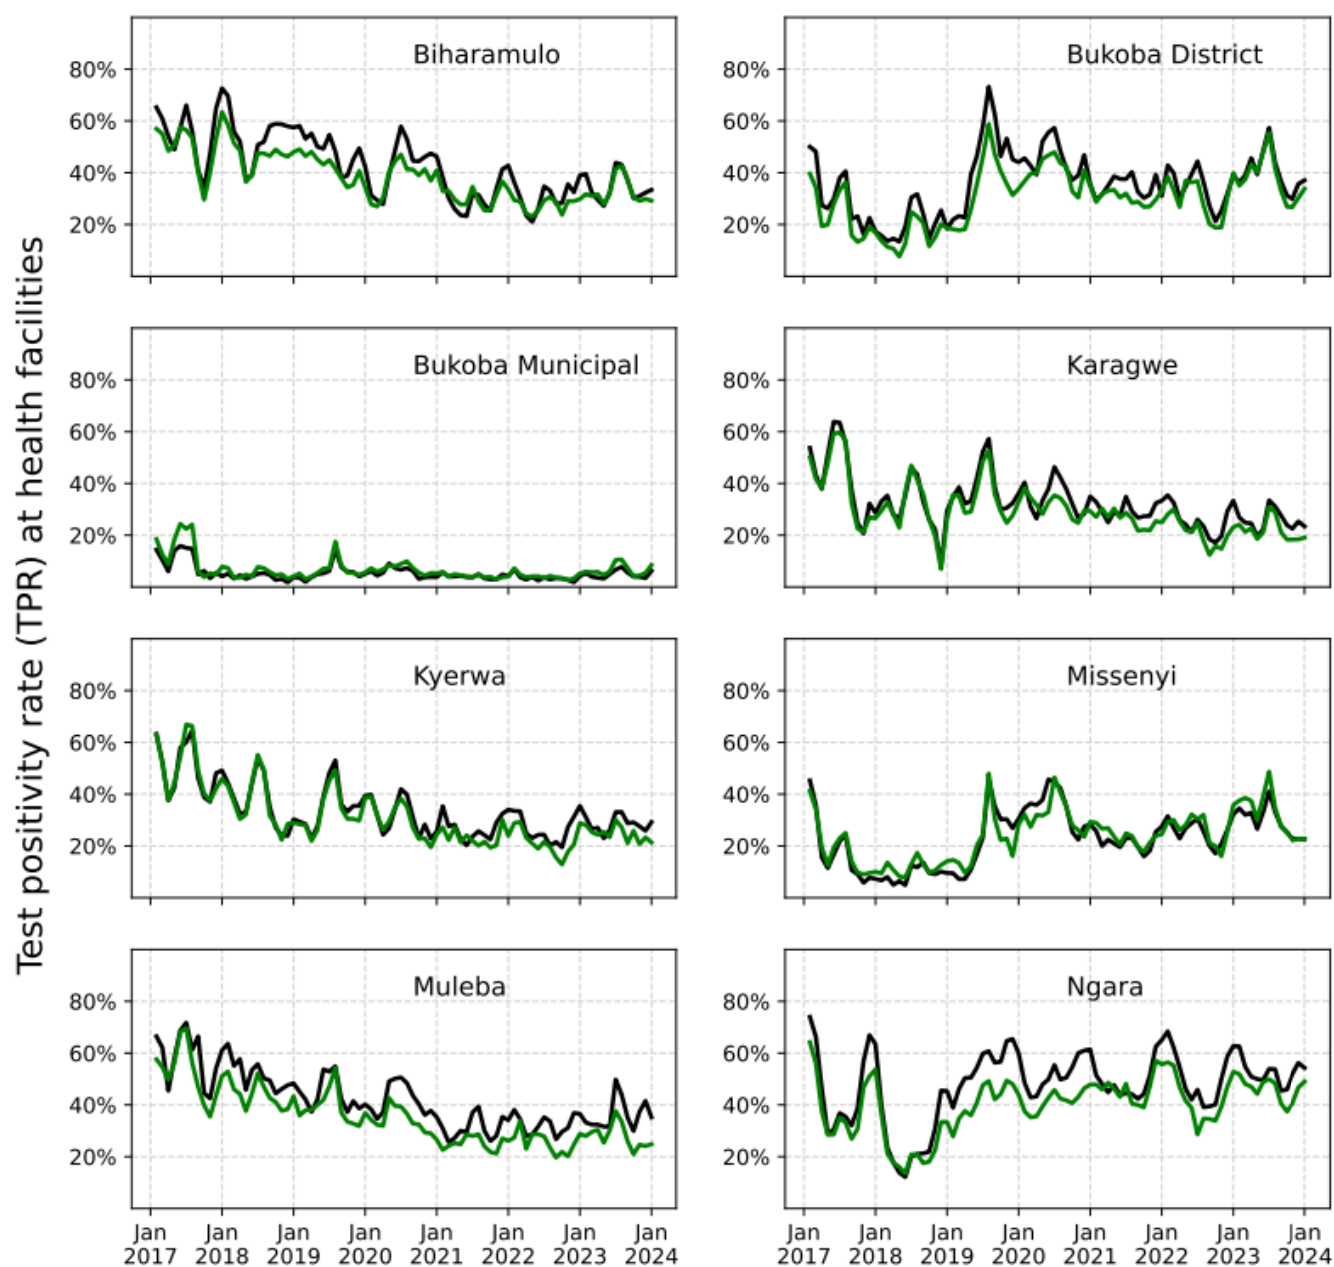 Test positivity rate (TPR) at health facilities
Biharamulo
80%
60%
40%
20%
Bukoba District
80%
60%
40%
20%
Bukoba Municipal
80%
60%
40%
20%
Karagwe
80%
60%
40%
20%
Kyerwa
80%
60%
40%
20%
Missenyi
80%
60%
40%
20%
Muleba
80%
60%
40%
20%
Jan 2017
Jan 2018
Jan 2019
Jan 2020
Jan 2021
Jan 2022
Jan 2023
Jan 2024
Ngara
80%
60%
40%
20%
Jan 2017
Jan 2018
Jan 2019
Jan 2020
Jan 2021
Jan 2022
Jan 2023
Jan 2024